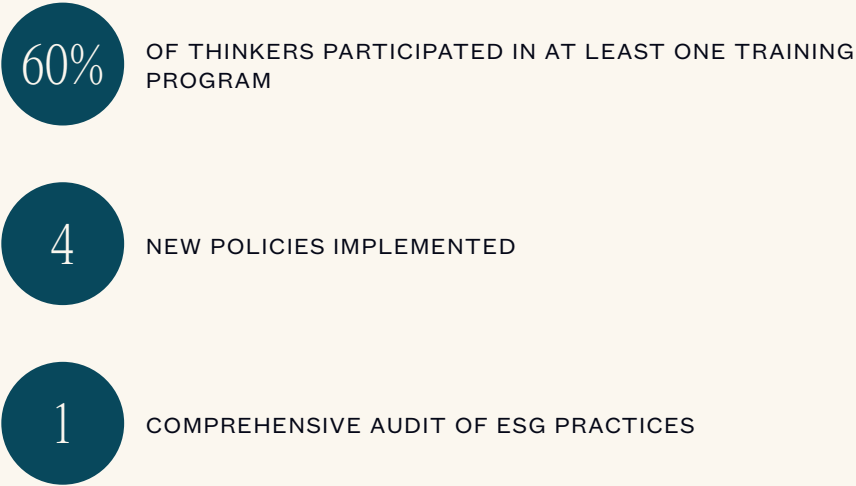 60%
OF THINKERS PARTICIPATED IN AT LEAST ONE TRAINING
PROGRAM
4
NEW POLICIES IMPLEMENTED
1
COMPREHENSIVE AUDIT OF ESG PRACTICES